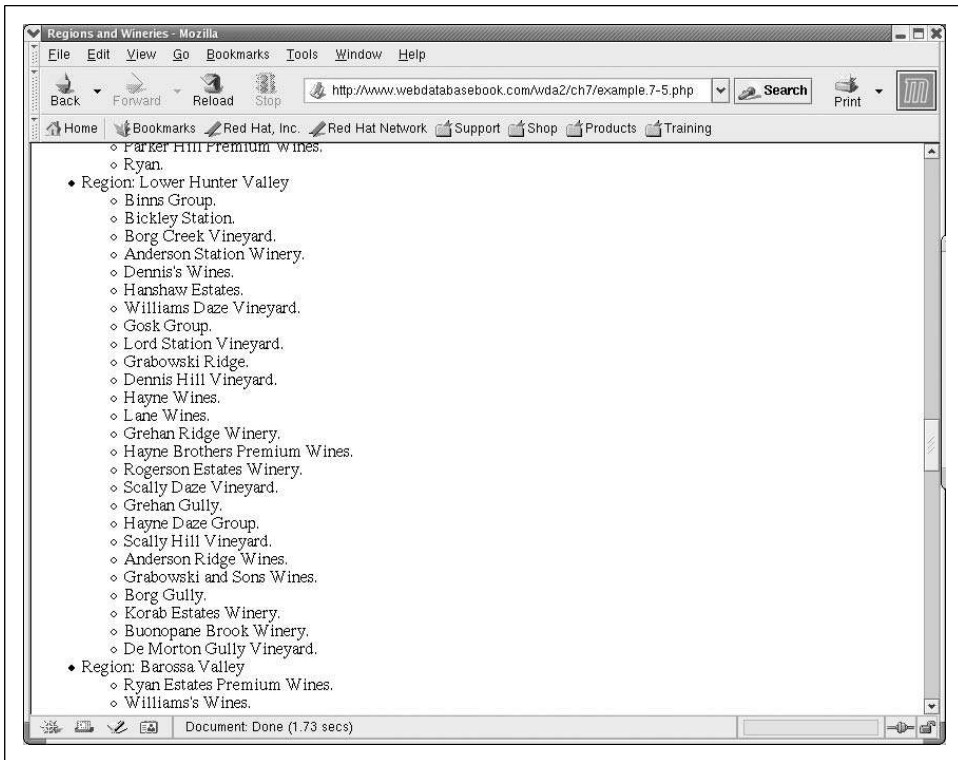 Regions and Wineries - Mozilla
File Edit View Go Bookmarks Tools Window Help
Back Forward Reload Stop http://www.webdatabasebook.com/wda2/ch7/example.7-5.php Search Print
Home Bookmarks Red Hat, Inc. Red Hat Network Support Shop Products Training
Parker Hill Premium Wines.
Ryan.
Region: Lower Hunter Valley
Binns Group.
Bickley Station.
Borg Creek Vineyard.
Anderson Station Winery.
Dennis's Wines.
Hanshaw Estates.
Williams Daze Vineyard.
Gosk Group.
Lord Station Vineyard.
Grabowski Ridge.
Dennis Hill Vineyard.
Hayne Wines.
Lane Wines.
Grehan Ridge Winery.
Hayne Brothers Premium Wines.
Rogerson Estates Winery.
Scally Daze Vineyard.
Grehan Gully.
Hayne Daze Group.
Scally Hill Vineyard.
Anderson Ridge Wines.
Grabowski and Sons Wines.
Borg Gully.
Korab Estates Winery.
Buonopane Brook Winery.
De Morton Gully Vineyard.
Region: Barossa Valley
Ryan Estates Premium Wines.
Williams's Wines.
Document: Done (1.73 secs)